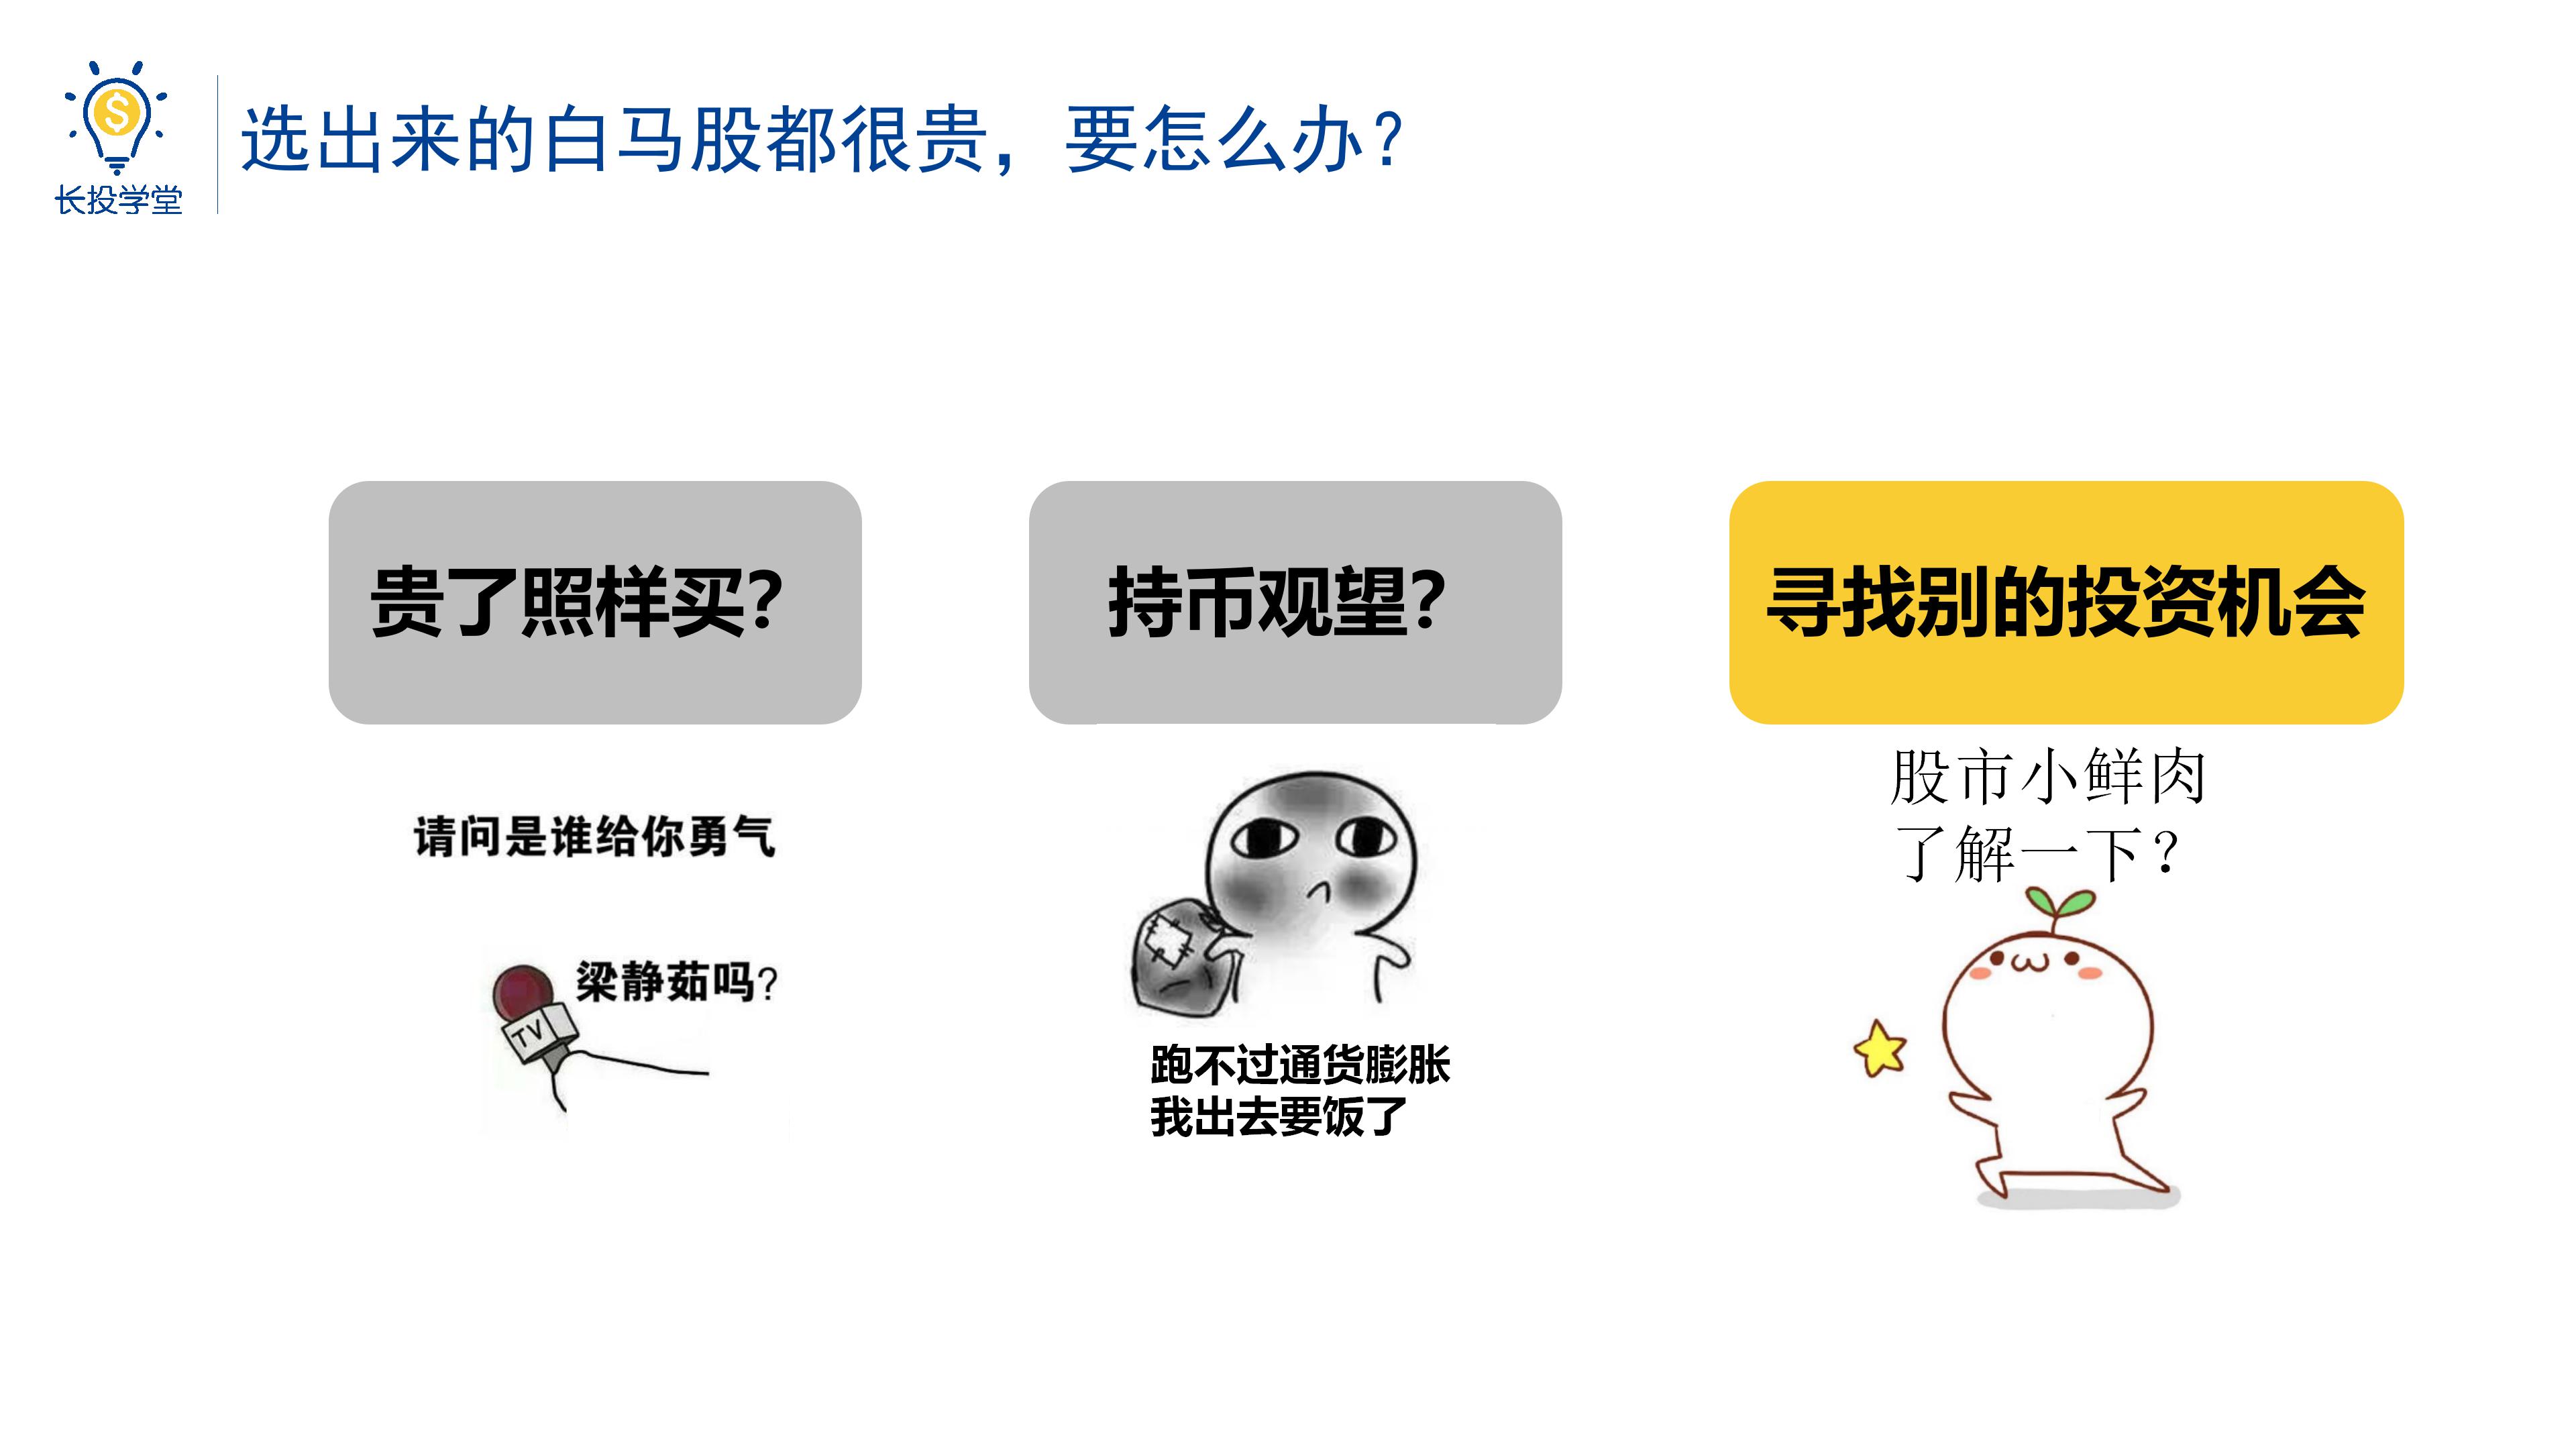 长投学堂
选出来的白马股都很贵，要怎么办？
贵了照样买？
持币观望？
寻找别的投资机会
请问是谁给你勇气
梁静茹吗？
TV
跑不过通货膨胀
我出去要饭了
股市小鲜肉
了解一下？